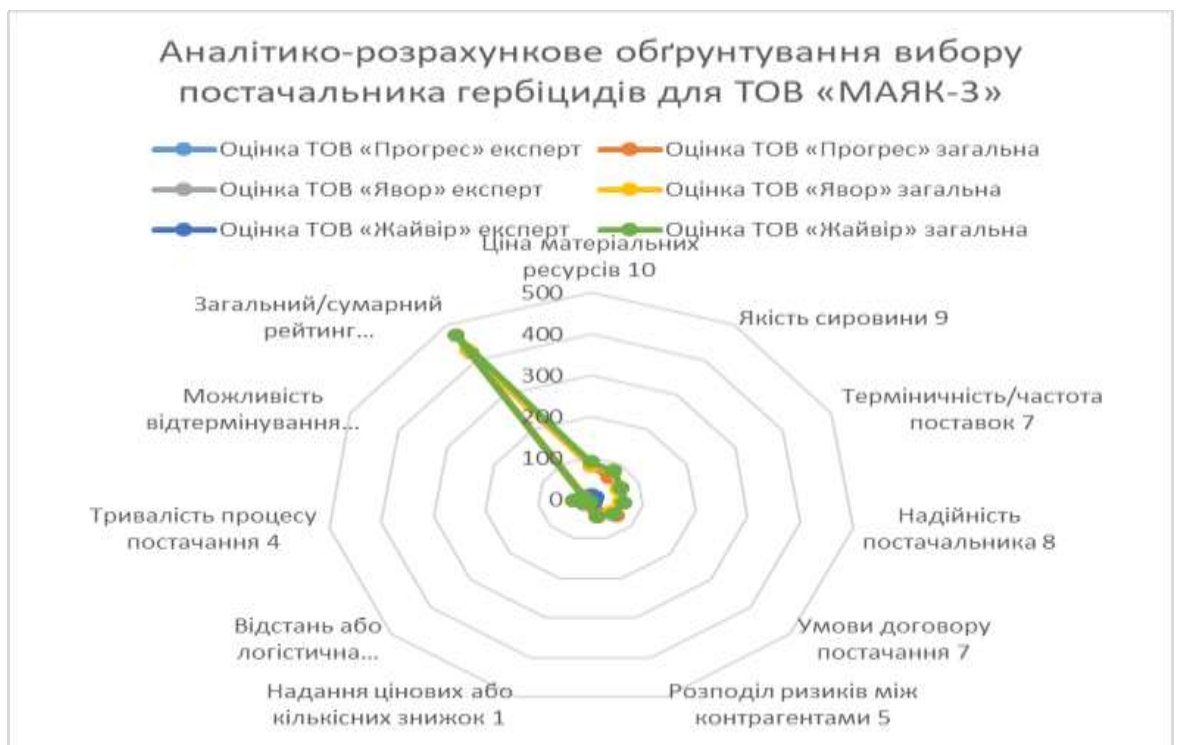 Аналітико-розрахункове обґрунтування вибору
постачальника гербіцидів для ТОВ «МАЯК-3»
Оцінка ТОВ «Прогрес» експерт
Оцінка ТОВ «Прогрес» загальна
Оцінка ТОВ «Явор» експерт
Оцінка ТОВ «Явор» загальна
Оцінка ТОВ «Жайвір» експерт
Оцінка ТОВ «Жайвір» загальна
Ціна матеріальних
ресурсів 10
Якість сировини 9
Терміничність/частота
поставок 7
Надійність
постачальника 8
Умови договору
постачання 7
Розподіл ризиків між
контрагентами 5
Надання цінових або
кількісних знижок 1
Відстань або
логістична...
Тривалість процесу
постачання 4
Можливість
відтермінування...
Загальний/сумарний
рейтинг...
500
400
300
200
100
0